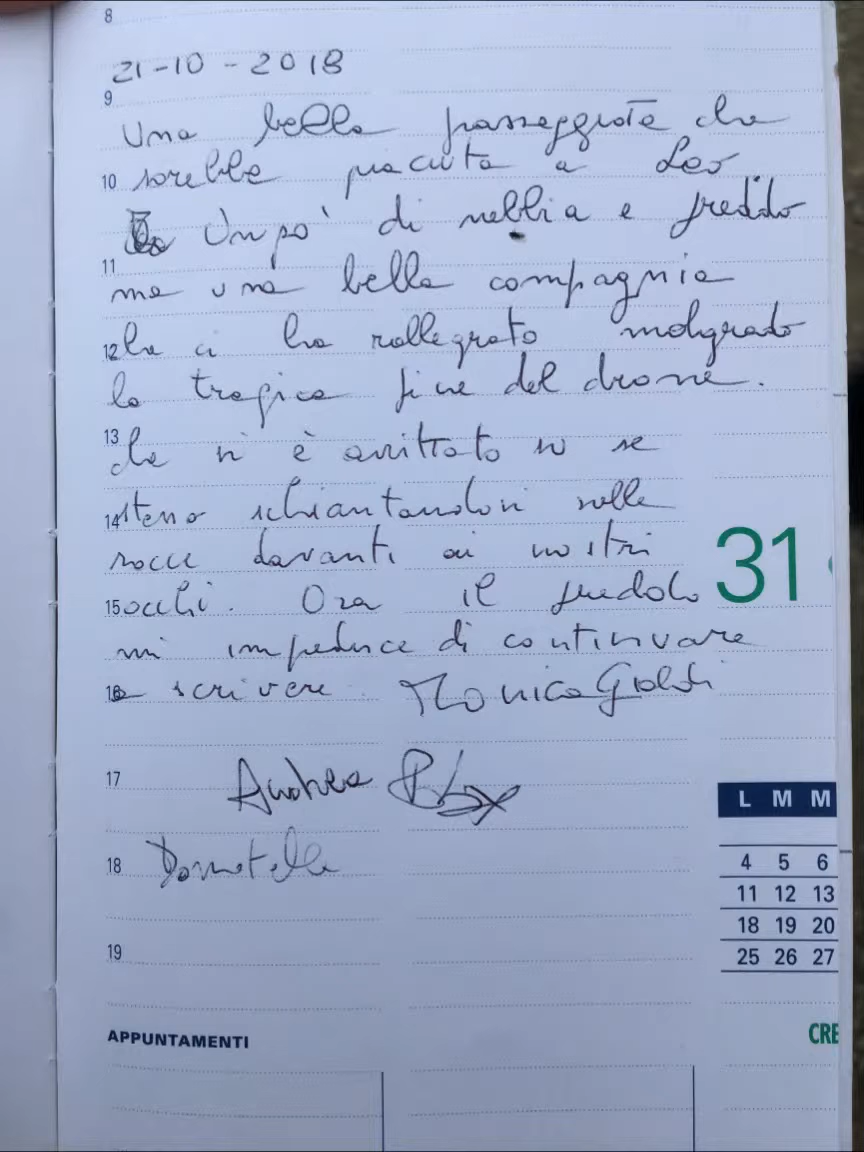 8
21-10-2018
9
Una bella passeggiata che
10 sarebbe piaciuta a Leo
Un po' di nebbia e freddo
11
ma una bella compagnia
12 che ci ha rallegrato malgrado
la tragica fine del drone.
13
che si è avvitato su se
14 stesso schiantandosi sulle
rocce davanti ai nostri
15 occhi. Ora il freddo
31
mi impedisce di continuare
16 a scrivere. Monica
17
Andrea
18 Donatella
19
L M M
4 5 6
11 12 13
18 19 20
25 26 27
APPUNTAMENTI
CRE